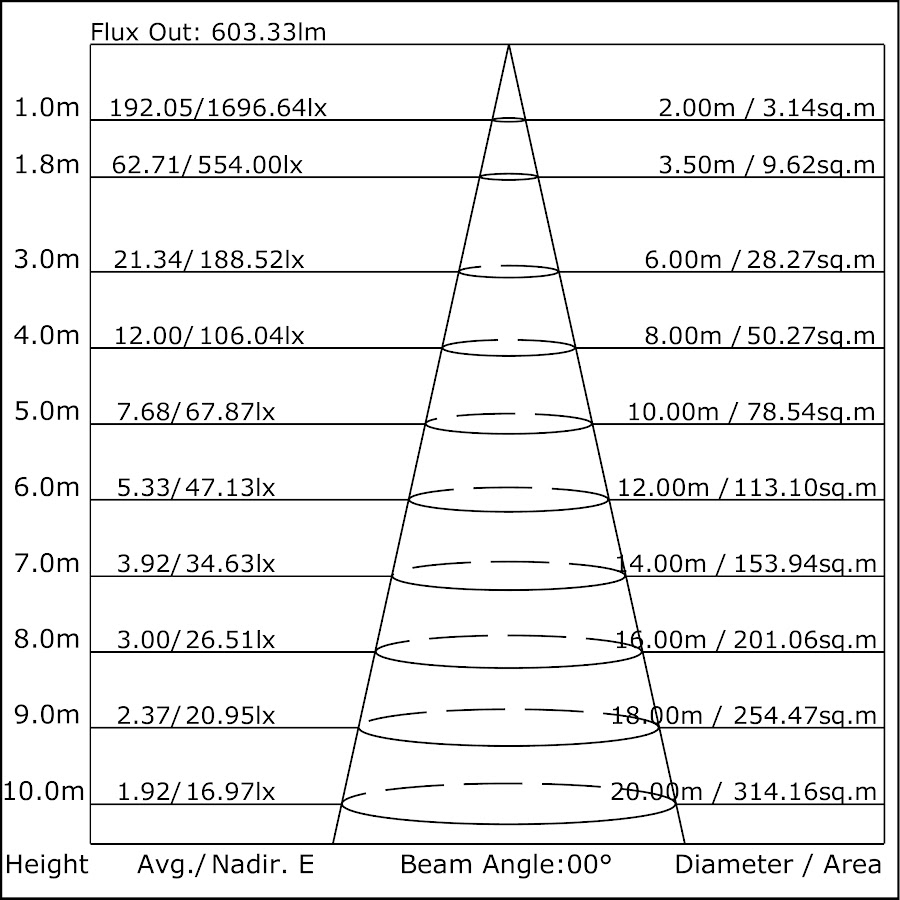 Flux Out: 603.33lm
1.0m 192.05/1696.64lx 2.00m / 3.14sq.m
1.8m 62.71/ 554.00lx 3.50m / 9.62sq.m
3.0m 21.34/ 188.52lx 6.00m / 28.27sq.m
4.0m 12.00/ 106.04lx 8.00m / 50.27sq.m
5.0m 7.68/ 67.87lx 10.00m / 78.54sq.m
6.0m 5.33/ 47.13lx 12.00m / 113.10sq.m
7.0m 3.92/ 34.63lx 14.00m / 153.94sq.m
8.0m 3.00/ 26.51lx 16.00m / 201.06sq.m
9.0m 2.37/ 20.95lx 18.00m / 254.47sq.m
10.0m 1.92/ 16.97lx 20.00m / 314.16sq.m
Height Avg./ Nadir. E Beam Angle:00° Diameter / Area